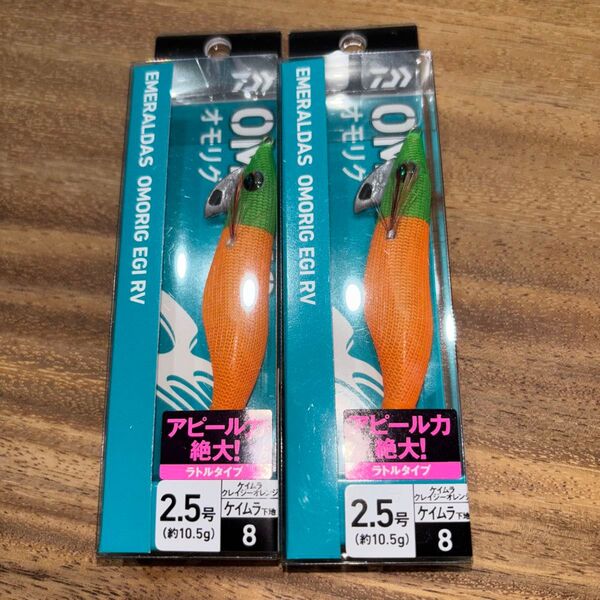 EMERALDAS OMORIG EGI RV
オモリグ
アピール力
絶大!
ラトルタイプ
2.5号
(約10.5g)
ケイムラ
クレイジーオレンジ
ケイムラ下地
8
EMERALDAS OMORIG EGI RV
オモリグ
アピール力
絶大!
ラトルタイプ
2.5号
(約10.5g)
ケイムラ
クレイジーオレンジ
ケイムラ下地
8